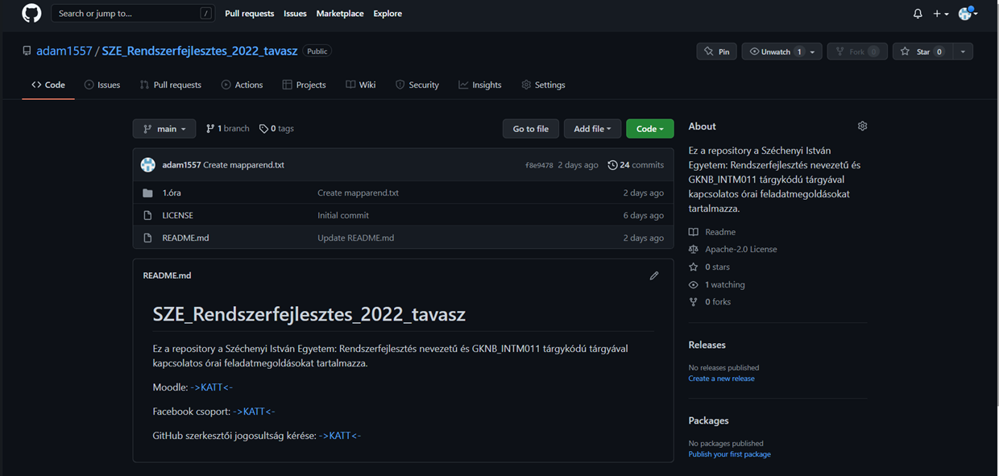 Search or jump to... /
Pull requests Issues Marketplace Explore
adam1557 / SZE_Rendszerfejlesztes_2022_tavasz Public
Pin Unwatch 1 Fork 0 Star 0
Code Issues Pull requests Actions Projects Wiki Security Insights Settings
main 1 branch 0 tags Go to file Add file Code
adam1557 Create mapparend.txt f8e9478 2 days ago 24 commits
1.óra Create mapparend.txt 2 days ago
LICENSE Initial commit 6 days ago
README.md Update README.md 2 days ago
README.md
SZE_Rendszerfejlesztes_2022_tavasz
Ez a repository a Széchenyi István Egyetem: Rendszerfejlesztés nevezetű és GKNB_INTM011 tárgykódú tárgyával
kapcsolatos órai feladatmegoldásokat tartalmazza.
Moodle: ->KATT<-
Facebook csoport: ->KATT<-
GitHub szerkesztői jogosultság kérése: ->KATT<-
About
Ez a repository a Széchenyi István
Egyetem: Rendszerfejlesztés nevezetű és
GKNB_INTM011 tárgykódú tárgyával
kapcsolatos órai feladatmegoldásokat
tartalmazza.
Readme
Apache-2.0 License
0 stars
1 watching
0 forks
Releases
No releases published
Create a new release
Packages
No packages published
Publish your first package